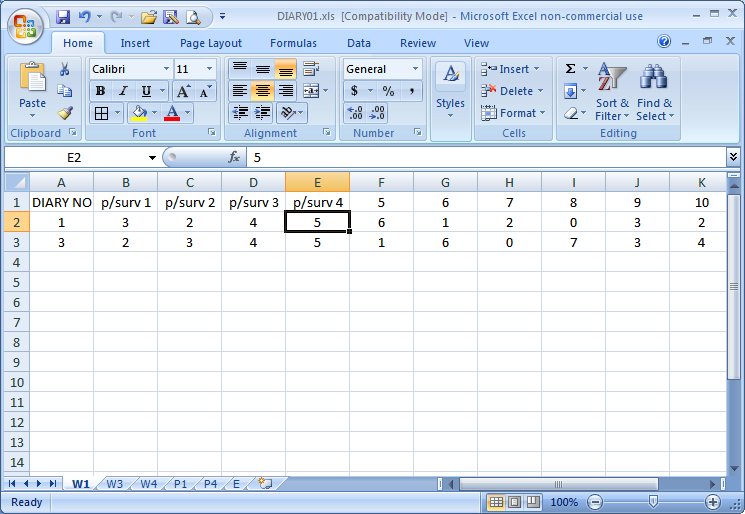 DIARY01.xls [Compatibility Mode] - Microsoft Excel non-commercial use
Home Insert Page Layout Formulas Data Review View
Calibri 11 General Insert Σ
Paste B I U A A $ % , Styles Delete Sort & Filter Find & Select
A Format
Clipboard Font Alignment Number Cells Editing
E2 fx 5
A B C D E F G H I J K
1 DIARY NO p/surv 1 p/surv 2 p/surv 3 p/surv 4 5 6 7 8 9 10
2 1 3 2 4 5 6 1 2 0 3 2
3 3 2 3 4 5 1 6 0 7 3 4
4
5
6
7
8
9
10
11
12
13
14
W1 W3 W4 P1 P4 E
Ready 100%